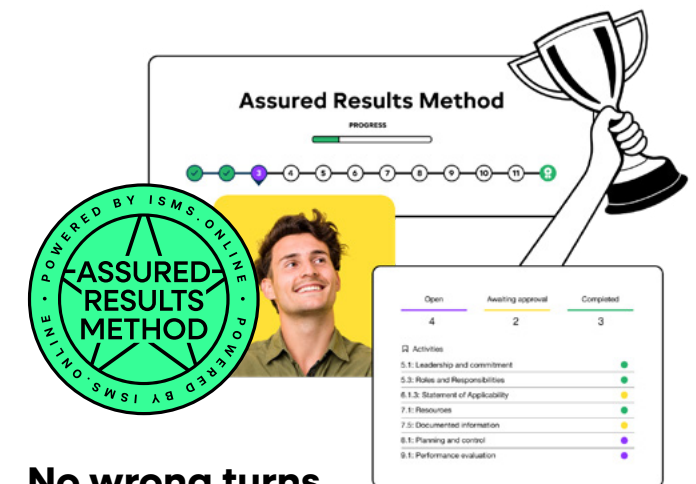 Assured Results Method
PROGRESS
3 4 5 6 7 8 9 10 11
POWERED BY ISMS.ONLINE • POWERED BY ISMS.ONLINE •
ASSURED
RESULTS
METHOD
Open Awaiting approval Completed
4 2 3
Activities
5.1: Leadership and commitment
5.3: Roles and Responsibilities
6.1.3: Statement of Applicability
7.1: Resources
7.5: Documented information
8.1: Planning and control
9.1: Performance evaluation
No wrong turns